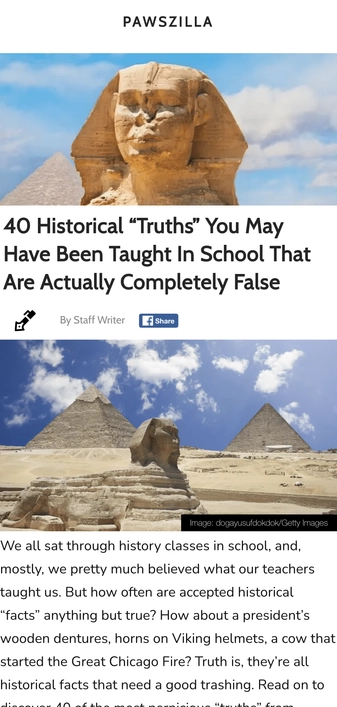 PAWSZILLA
40 Historical “Truths” You May
Have Been Taught In School That
Are Actually Completely False
By Staff Writer
Share
Image: dogayusufdokdok/Getty Images
We all sat through history classes in school, and,
mostly, we pretty much believed what our teachers
taught us. But how often are accepted historical
“facts” anything but true? How about a president’s
wooden dentures, horns on Viking helmets, a cow that
started the Great Chicago Fire? Truth is, they’re all
historical facts that need a good trashing. Read on to
discover 40 of the most pernicious “truths” from